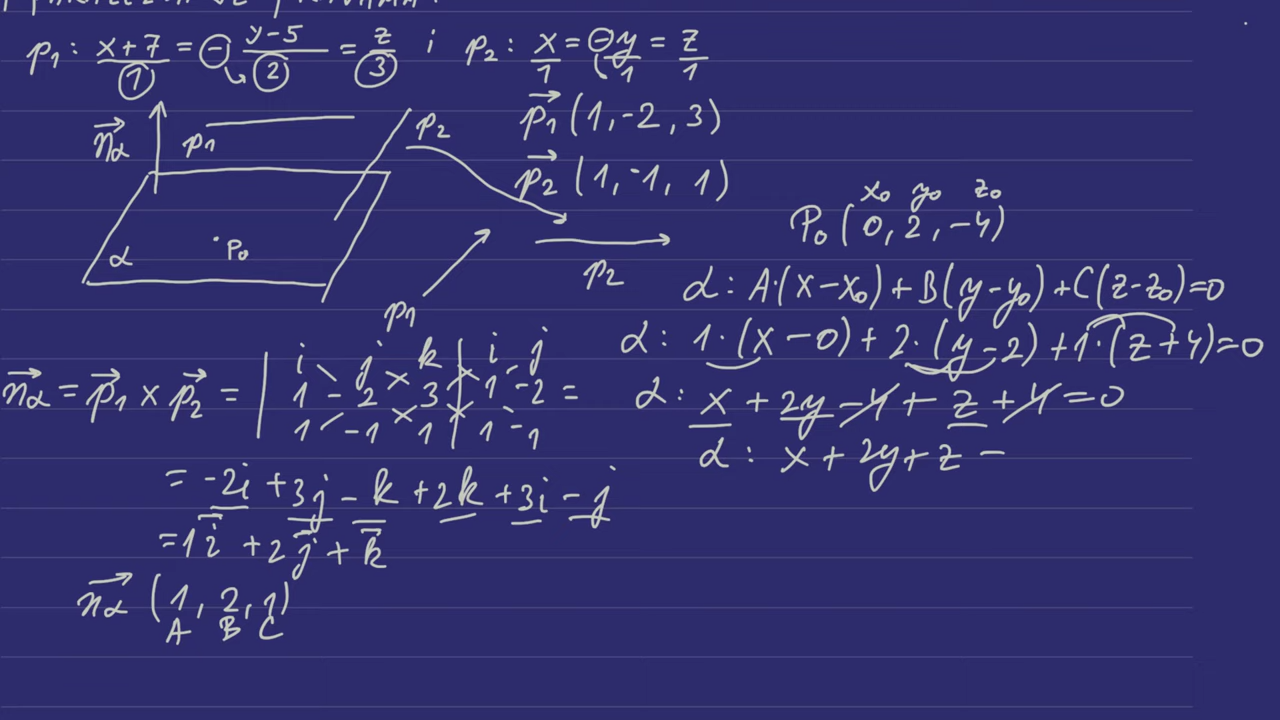 p₁: (x+7)/1 = -(y-5)/2 = z/3 i p₂: x/1 = -y/1 = z/1
p₁(1,-2,3)
p₂(1,-1,1)
nα p₁ p₂
α P₀
p₁ p₂
x₀ y₀ z₀
P₀(0,2,-4)
α: A·(x-x₀)+B(y-y₀)+C(z-z₀)=0
α: 1·(x-0)+2·(y-2)+1·(z+4)=0
α: x+2y-4+z+4=0
α: x+2y+z-
nα = p₁ x p₂ = | i j k | i j
1 -2 3 | 1 -2 =
1 -1 1 | 1 -1
= -2i+3j-k+2k+3i-j
=1i+2j+k
nα (1,2,1)
A B C